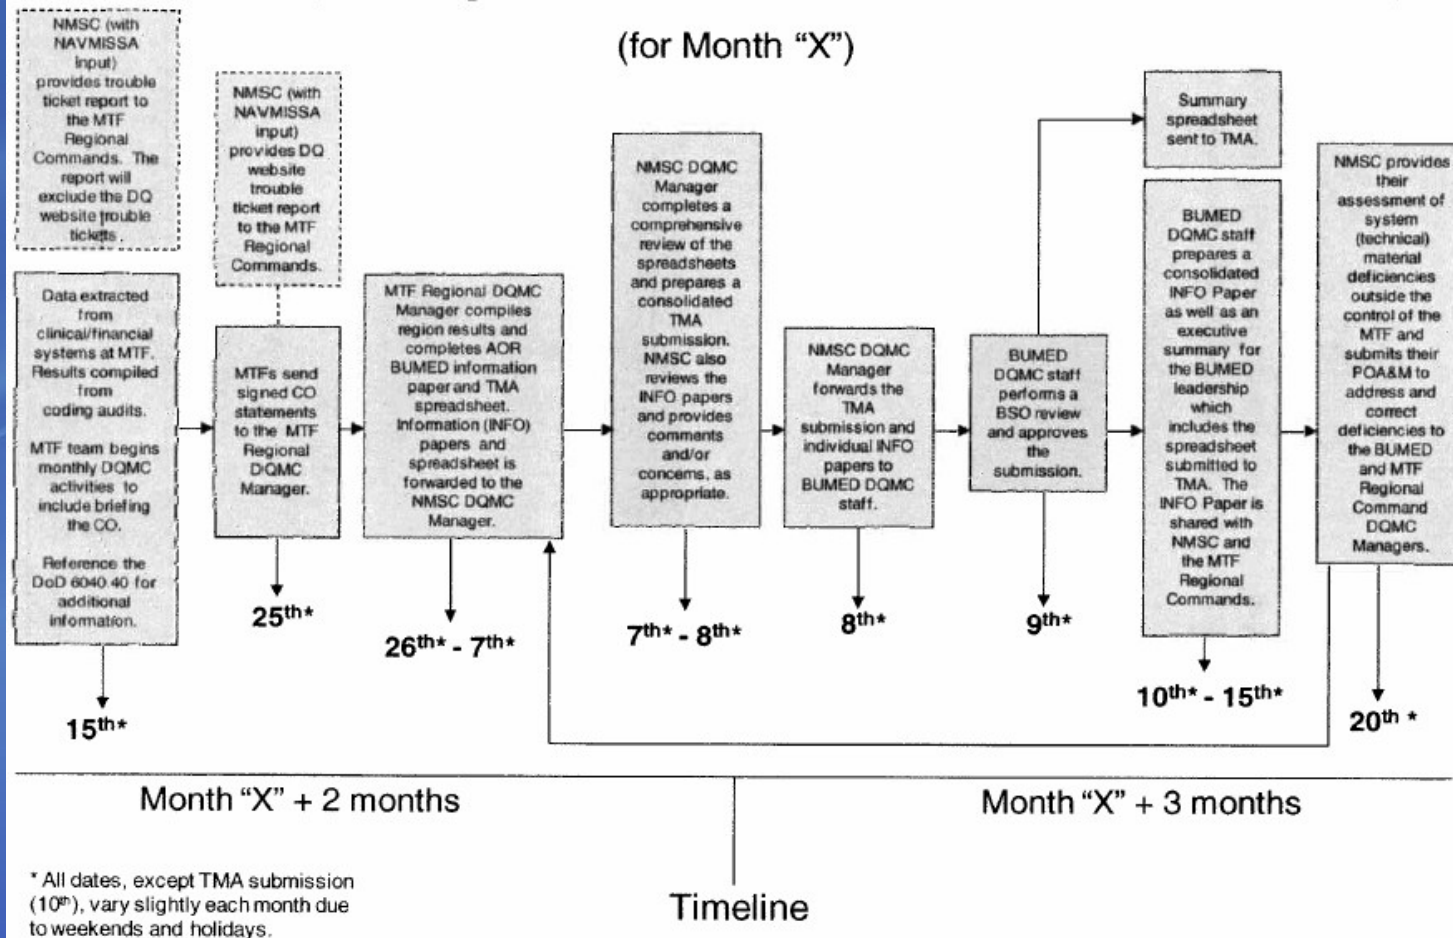 (for Month “X”)
NMSC (with
NAVMISSA
input)
provides trouble
ticket report to
the MTF
Regional
Commands. The
report will
exclude the DQ
website trouble
tickets.
Data extracted
from
clinical/financial
systems at MTF.
Results compiled
from
coding audits.
MTF team begins
monthly DQMC
activities to
include briefing
the CO.
Reference the
DoD 6040.40 for
additional
information.
15th*
NMSC (with
NAVMISSA
input)
provides DQ
website
trouble
ticket report
to the MTF
Regional
Commands.
MTFs send
signed CO
statements
to the MTF
Regional
DQMC
Manager.
25th*
MTF Regional DQMC
Manager compiles
region results and
completes AOR
BUMED information
paper and TMA
spreadsheet.
Information (INFO)
papers and
spreadsheet is
forwarded to the
NMSC DQMC
Manager.
26th* - 7th*
NMSC DQMC
Manager
completes a
comprehensive
review of the
spreadsheets
and prepares a
consolidated
TMA
submission.
NMSC also
reviews the
INFO papers
and provides
comments
and/or
concerns, as
appropriate.
7th* - 8th*
NMSC DQMC
Manager
forwards the
TMA
submission and
individual INFO
papers to
BUMED DQMC
staff.
8th*
BUMED
DQMC staff
performs a
BSO review
and approves
the
submission.
9th*
Summary
spreadsheet
sent to TMA.
BUMED
DQMC staff
prepares a
consolidated
INFO Paper
as well as an
executive
summary for
the BUMED
leadership
which
includes the
spreadsheet
submitted to
TMA. The
INFO Paper is
shared with
NMSC and
the MTF
Regional
Commands.
10th* - 15th*
NMSC provides
their
assessment of
system
(technical)
material
deficiencies
outside the
control of the
MTF and
submits their
POA&M to
address and
correct
deficiencies to
the BUMED
and MTF
Regional
Command
DQMC
Managers.
20th *
Month “X” + 2 months
Month “X” + 3 months
Timeline
* All dates, except TMA submission
(10th), vary slightly each month due
to weekends and holidays.